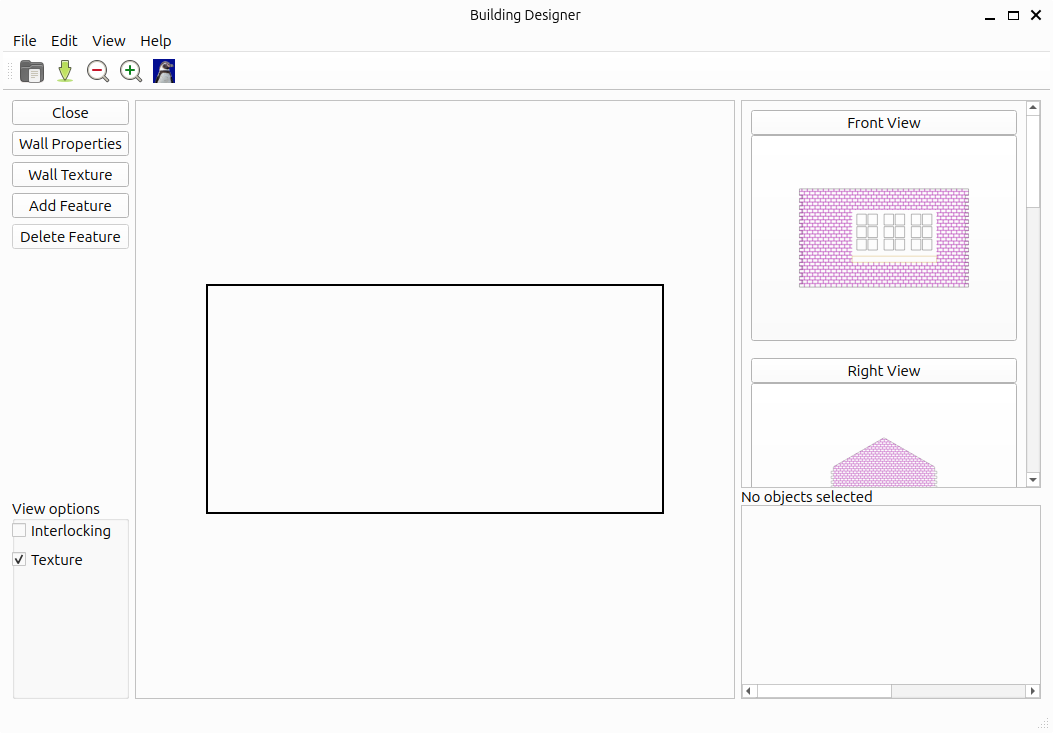 Building Designer
File Edit View Help
Close
Wall Properties
Wall Texture
Add Feature
Delete Feature
View options
Interlocking
Texture
Front View
Right View
No objects selected